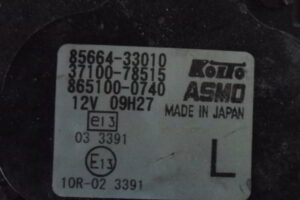 85664-33010
37100-78515
865100-0740
12V 09H27
KOITO
ASMO
MADE IN JAPAN
e13
03 3391
E13
10R-02 3391
L